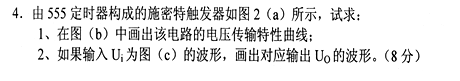 4．由555定时器构成的施密特触发器如图2（a）所示，试求：
1、在图（b）中画出该电路的电压传输特性曲线；
2、如果输入Ui为图（c）的波形，画出对应输出UO的波形。（8分）